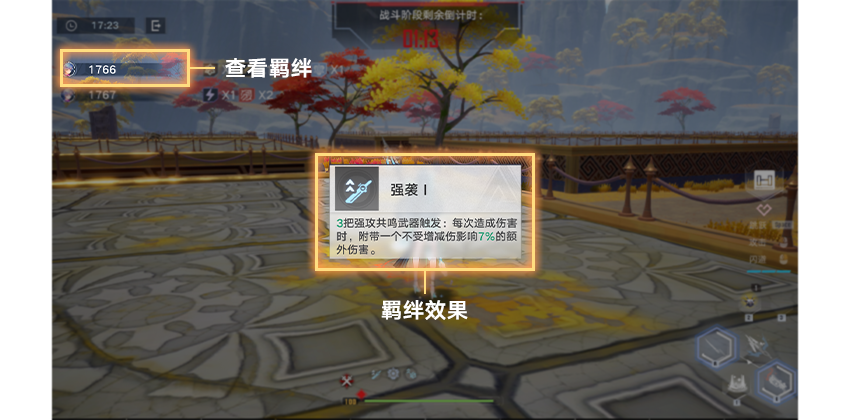 17:23
战斗阶段剩余倒计时：
01:13
1766
查看羁绊
X1
1767
X1
X2
强袭 I
3把强攻共鸣武器触发：每次造成伤害
时，附带一个不受增减伤影响7%的额
外伤害。
羁绊效果
闪避